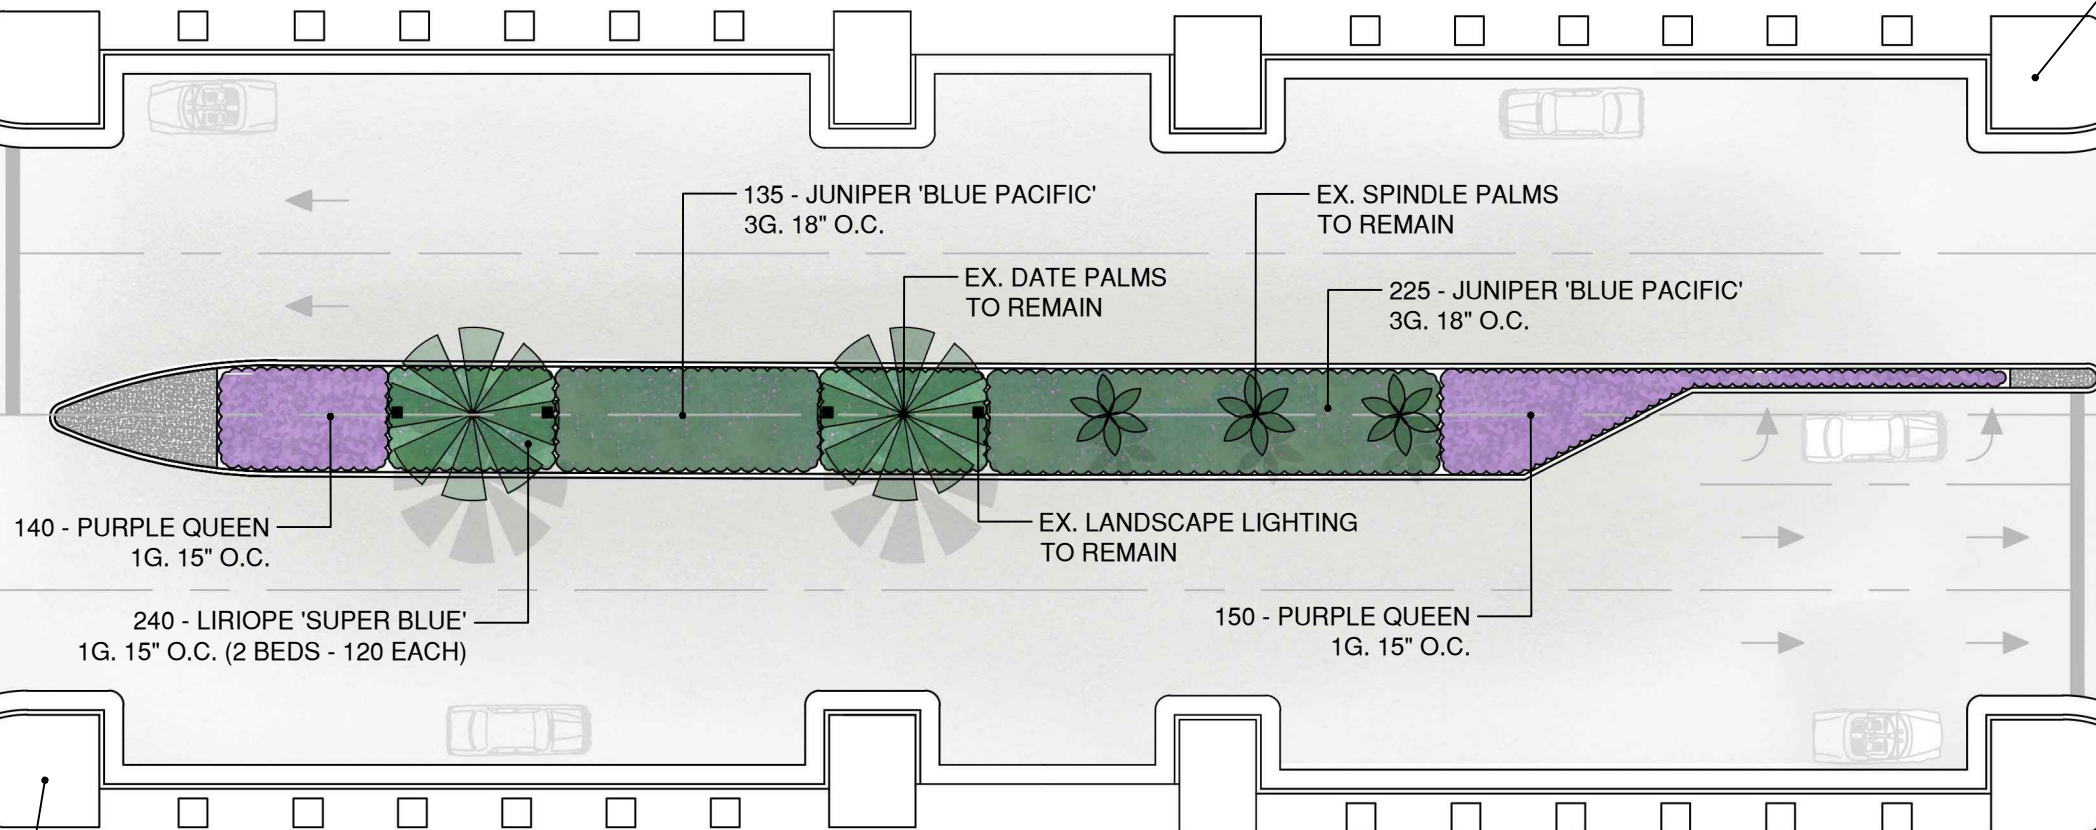 135 - JUNIPER 'BLUE PACIFIC'
3G. 18" O.C.
EX. SPINDLE PALMS
TO REMAIN
EX. DATE PALMS
TO REMAIN
225 - JUNIPER 'BLUE PACIFIC'
3G. 18" O.C.
140 - PURPLE QUEEN
1G. 15" O.C.
EX. LANDSCAPE LIGHTING
TO REMAIN
240 - LIRIOPE 'SUPER BLUE'
1G. 15" O.C. (2 BEDS - 120 EACH)
150 - PURPLE QUEEN
1G. 15" O.C.